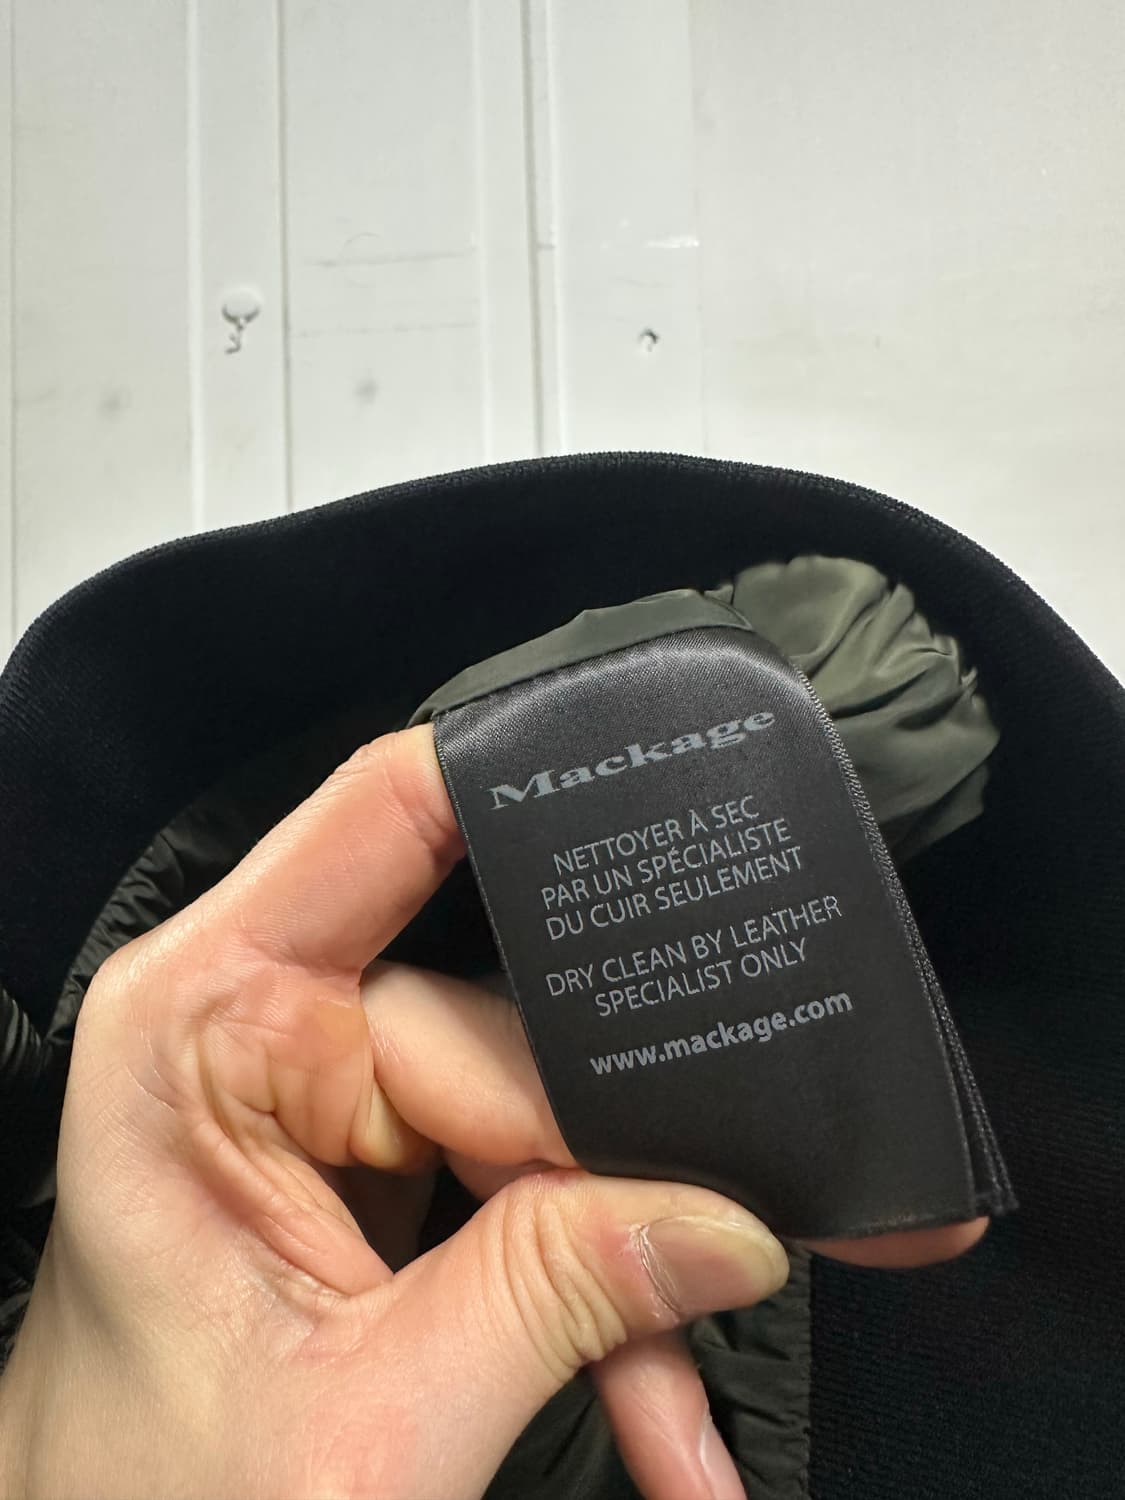 Mackage
NETTOYER À SEC
PAR UN SPÉCIALISTE
DU CUIR SEULEMENT
DRY CLEAN BY LEATHER
SPECIALIST ONLY
www.mackage.com